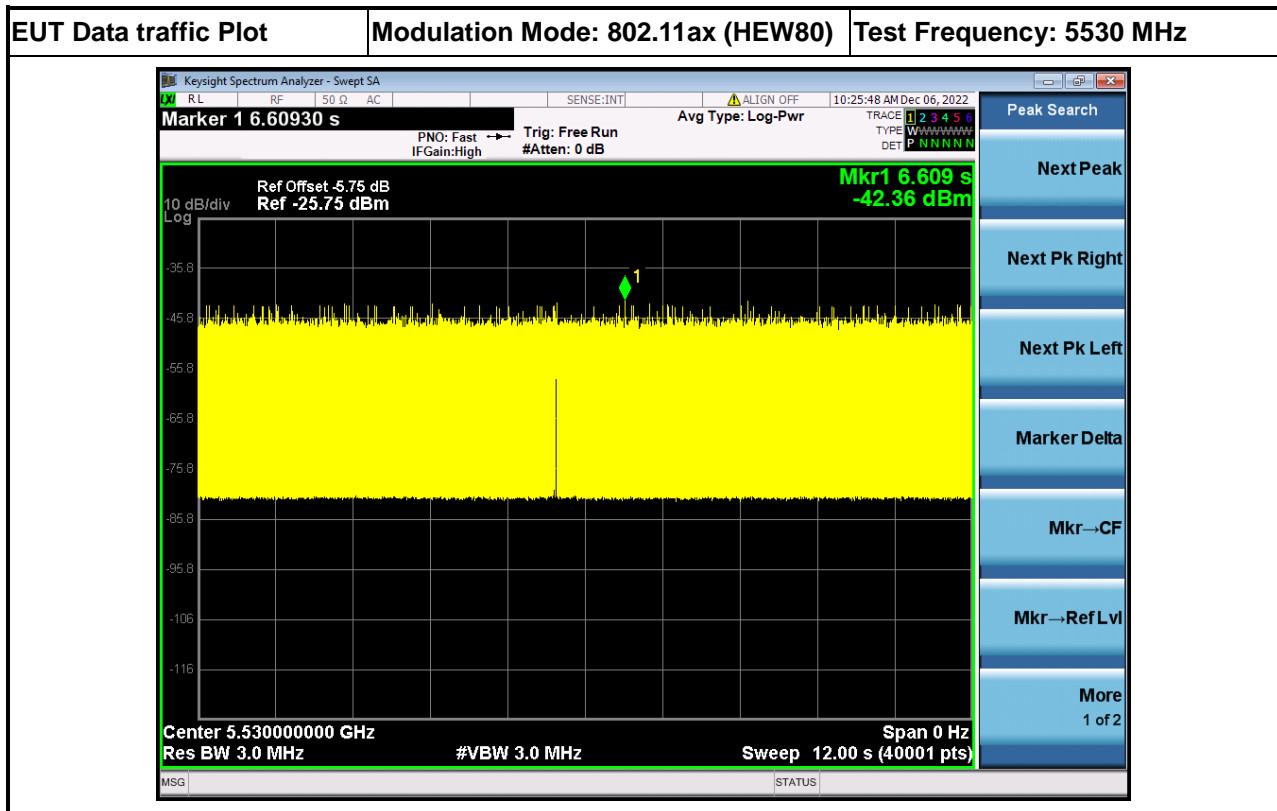 EUT Data traffic Plot Modulation Mode: 802.11ax (HEW80) Test Frequency: 5530 MHz
Keysight Spectrum Analyzer - Swept SA
LXI RL RF 50 Ω AC SENSE:INT ALIGN OFF 10:25:48 AM Dec 06, 2022
Marker 1 6.60930 s
PNO: Fast
IFGain:High
Trig: Free Run
#Atten: 0 dB
Avg Type: Log-Pwr
TRACE 1 2 3 4 5 6
TYPE WWWWWW
DET P N N N N N
Peak Search
Mkr1 6.609 s
-42.36 dBm
Ref Offset -5.75 dB
10 dB/div Ref -25.75 dBm
Log
1
-35.8
-45.8
-55.8
-65.8
-75.8
-85.8
-95.8
-106
-116
Center 5.530000000 GHz Span 0 Hz
Res BW 3.0 MHz #VBW 3.0 MHz Sweep 12.00 s (40001 pts)
MSG STATUS
Next Peak
Next Pk Right
Next Pk Left
Marker Delta
Mkr→CF
Mkr→Ref Lvl
More
1 of 2